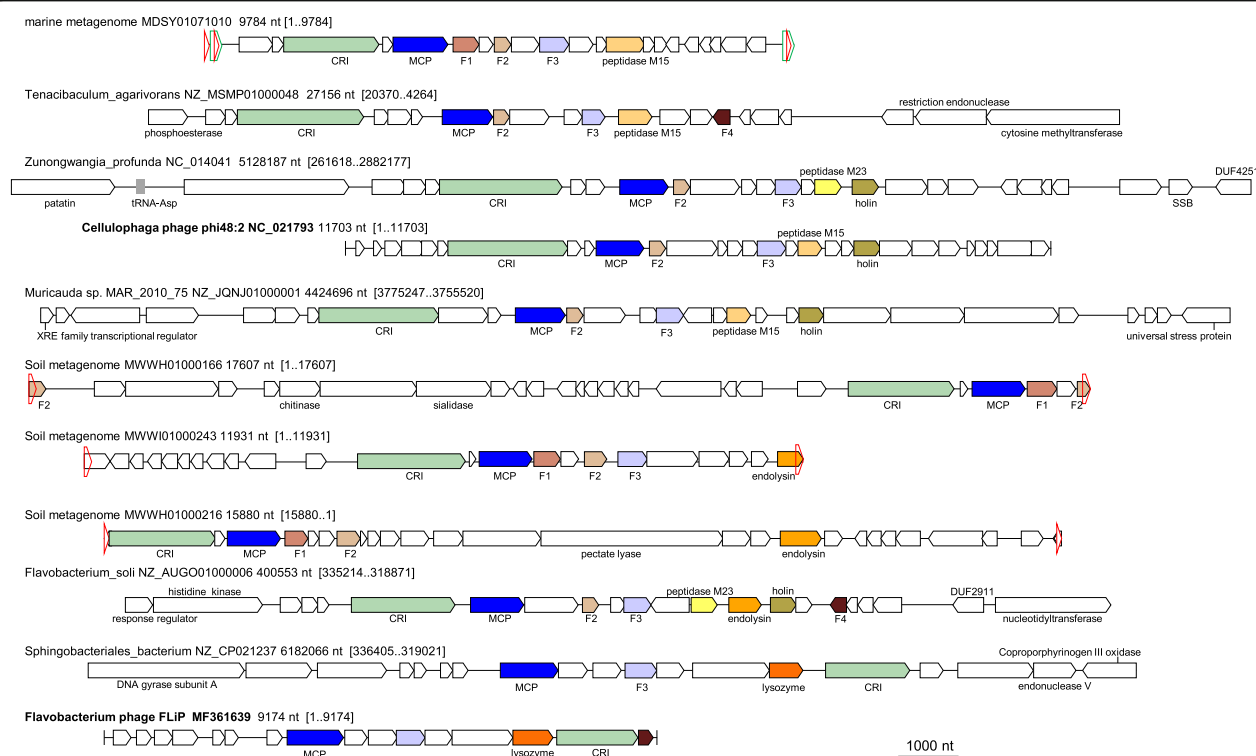 marine metagenome MDSY01071010 9784 nt [1..9784]
CRI MCP F1 F2 F3 peptidase M15
Tenacibaculum_agarivorans NZ_MSMP01000048 27156 nt [20370..4264]
restriction endonuclease
phosphoesterase CRI MCP F2 F3 peptidase M15 F4 cytosine methyltransferase
Zunongwangia_profunda NC_014041 5128187 nt [261618..2882177]
peptidase M23 DUF4251
patatin tRNA-Asp CRI MCP F2 F3 holin SSB
Cellulophaga phage phi48:2 NC_021793 11703 nt [1..11703]
peptidase M15
CRI MCP F2 F3 holin
Muricauda sp. MAR_2010_75 NZ_JQNJ01000001 4424696 nt [3775247..3755520]
XRE family transcriptional regulator CRI MCP F2 F3 peptidase M15 holin universal stress protein
Soil metagenome MWWH01000166 17607 nt [1..17607]
F2 chitinase sialidase CRI MCP F1 F2
Soil metagenome MWWI01000243 11931 nt [1..11931]
CRI MCP F1 F2 F3 endolysin
Soil metagenome MWWH01000216 15880 nt [15880..1]
CRI MCP F1 F2 pectate lyase endolysin
Flavobacterium_soli NZ_AUGO01000006 400553 nt [335214..318871]
histidine kinase peptidase M23 holin DUF2911
response regulator CRI MCP F2 F3 endolysin F4 nucleotidyltransferase
Sphingobacteriales_bacterium NZ_CP021237 6182066 nt [336405..319021]
Coproporphyrinogen III oxidase
DNA gyrase subunit A MCP F3 lysozyme CRI endonuclease V
Flavobacterium phage FLiP MF361639 9174 nt [1..9174]
MCP lysozyme CRI
1000 nt